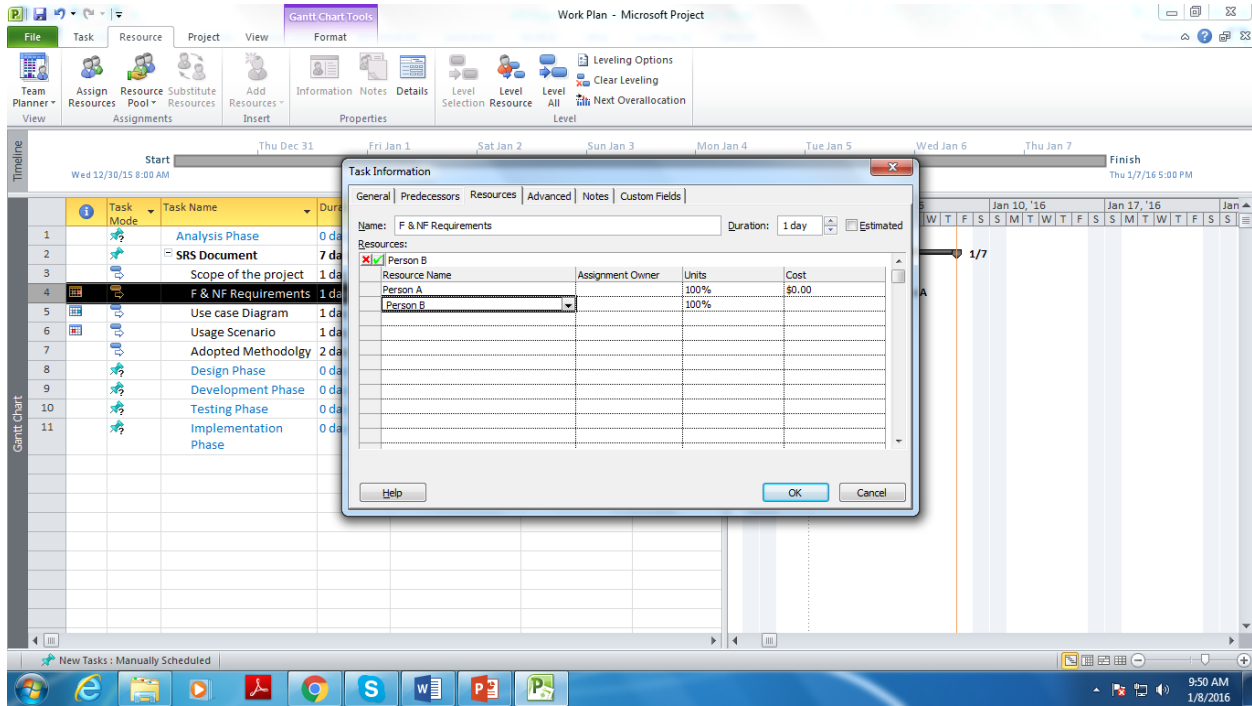 Gantt Chart Tools
Work Plan - Microsoft Project
File Task Resource Project View Format
Team Planner
Assign Resources
Resource Pool
Substitute Resources
Add Resources
Information Notes Details
Level Selection
Level Resource
Level All
Leveling Options
Clear Leveling
Next Overallocation
View Assignments Insert Properties Level
Timeline
Thu Dec 31 Fri Jan 1 Sat Jan 2 Sun Jan 3 Mon Jan 4 Tue Jan 5 Wed Jan 6 Thu Jan 7
Start
Wed 12/30/15 8:00 AM
Finish
Thu 1/7/16 5:00 PM
Task Mode Task Name Dura
Jan 10, '16 Jan 17, '16 Jan
W T F S S M T W T F S S M T W T F S S
1 Analysis Phase 0 da
2 SRS Document 7 da
3 Scope of the project 1 da
4 F & NF Requirements 1 da
5 Use case Diagram 1 da
6 Usage Scenario 1 da
7 Adopted Methodolgy 2 da
8 Design Phase 0 da
9 Development Phase 0 da
10 Testing Phase 0 da
11 Implementation Phase 0 da
1/7
A
Gantt Chart
Task Information
General Predecessors Resources Advanced Notes Custom Fields
Name: F & NF Requirements Duration: 1 day Estimated
Resources:
Person B
Resource Name Assignment Owner Units Cost
Person A 100% $0.00
Person B 100%
Help OK Cancel
New Tasks : Manually Scheduled
9:50 AM
1/8/2016